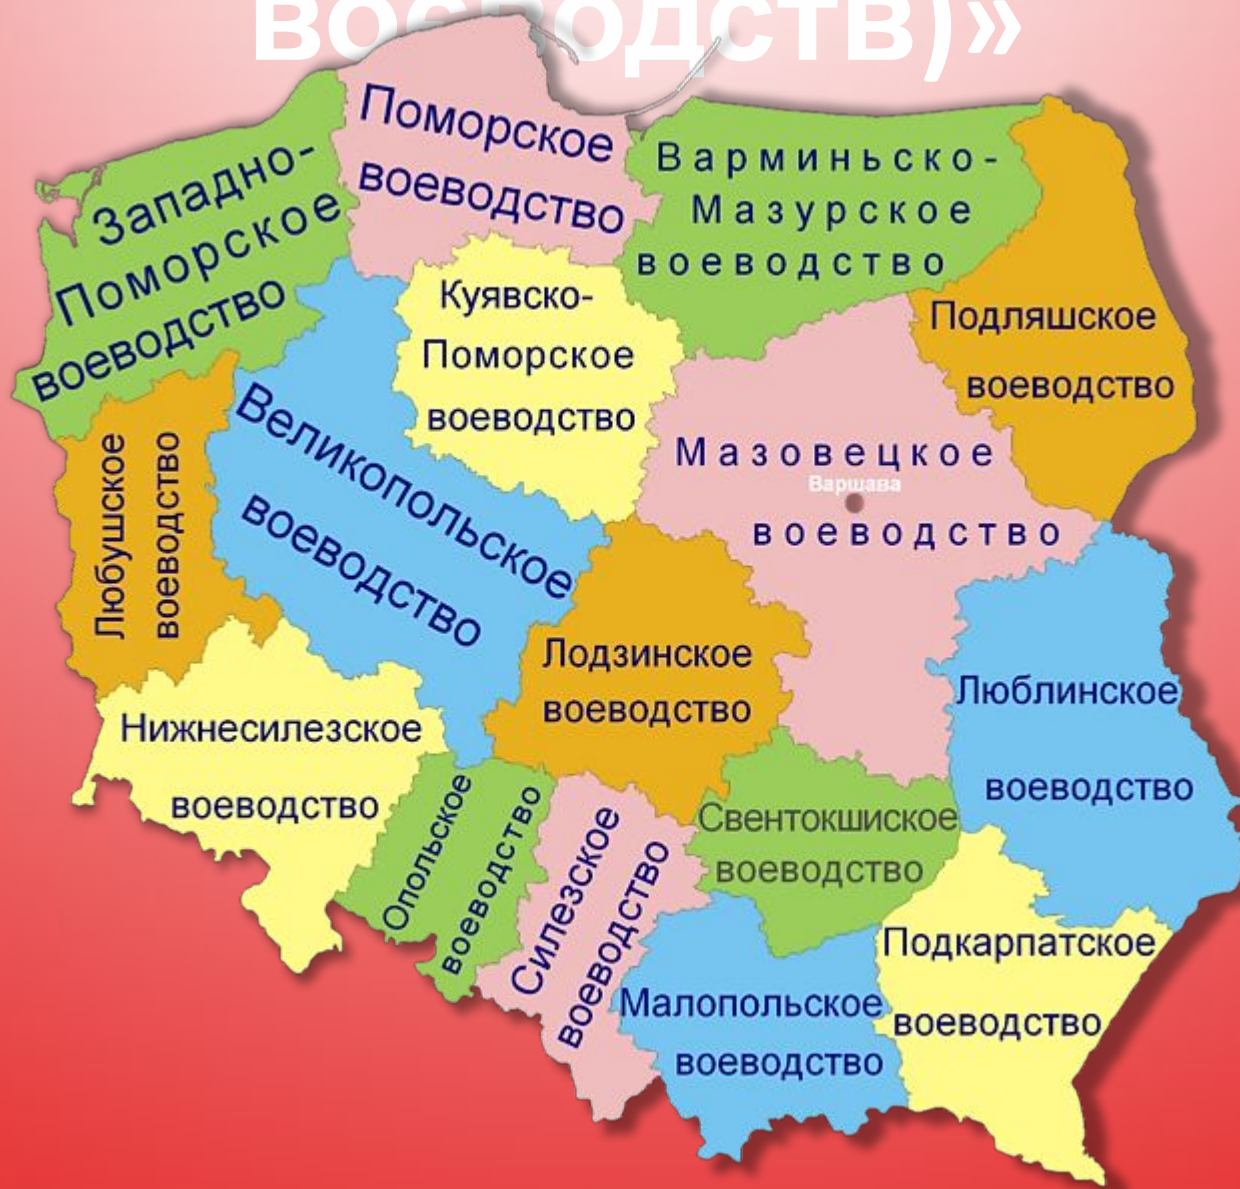 воеводств)»
Поморское
воеводство
Западно-
Поморское
воеводство
Варминьско-
Мазурское
воеводство
Подляшское
воеводство
Куявско-
Поморское
воеводство
Мазовецкое
Варшава
воеводство
Великопольское
воеводство
Любушское
воеводство
Лодзинское
воеводство
Люблинское
воеводство
Нижнесилезское
воеводство
Опольское
воеводство
Силезское
воеводство
Свентокшиское
воеводство
Малопольское
воеводство
Подкарпатское
воеводство